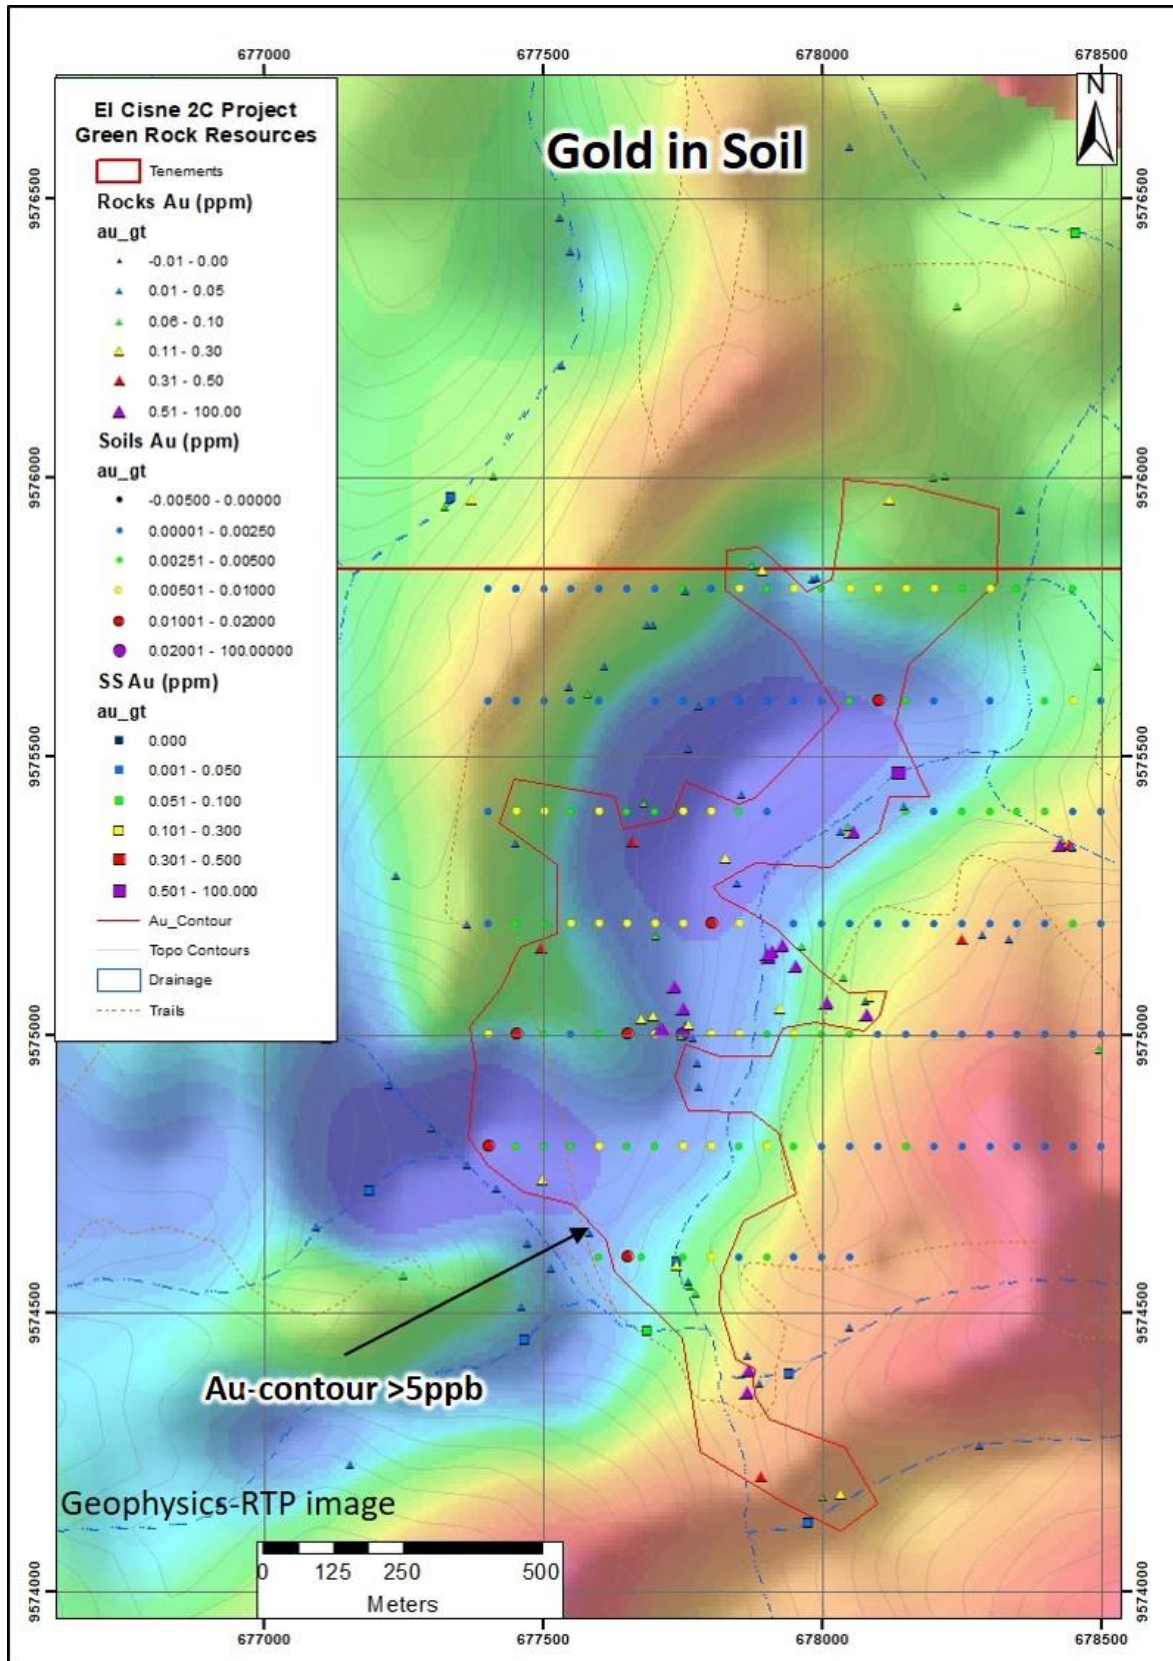 677000 677500 678000 678500
N
El Cisne 2C Project
Green Rock Resources
Tenements
Rocks Au (ppm)
au_gt
-0.01 - 0.00
0.01 - 0.05
0.06 - 0.10
0.11 - 0.30
0.31 - 0.50
0.51 - 100.00
Soils Au (ppm)
au_gt
-0.00500 - 0.00000
0.00001 - 0.00250
0.00251 - 0.00500
0.00501 - 0.01000
0.01001 - 0.02000
0.02001 - 100.00000
SS Au (ppm)
au_gt
0.000
0.001 - 0.050
0.051 - 0.100
0.101 - 0.300
0.301 - 0.500
0.501 - 100.000
Au_Contour
Topo Contours
Drainage
Trails
Gold in Soil
9576500 9576500
9576000 9576000
9575500 9575500
9575000 9575000
9574500 9574500
9574000 9574000
Au-contour >5ppb
Geophysics-RTP image
0 125 250 500
Meters
677000 677500 678000 678500